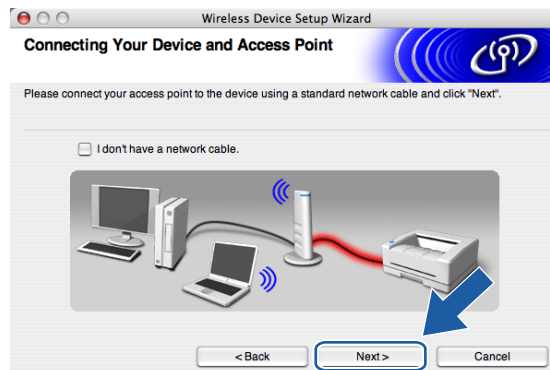 Wireless Device Setup Wizard
Connecting Your Device and Access Point
Please connect your access point to the device using a standard network cable and click "Next".
I don't have a network cable.
< Back Next > Cancel